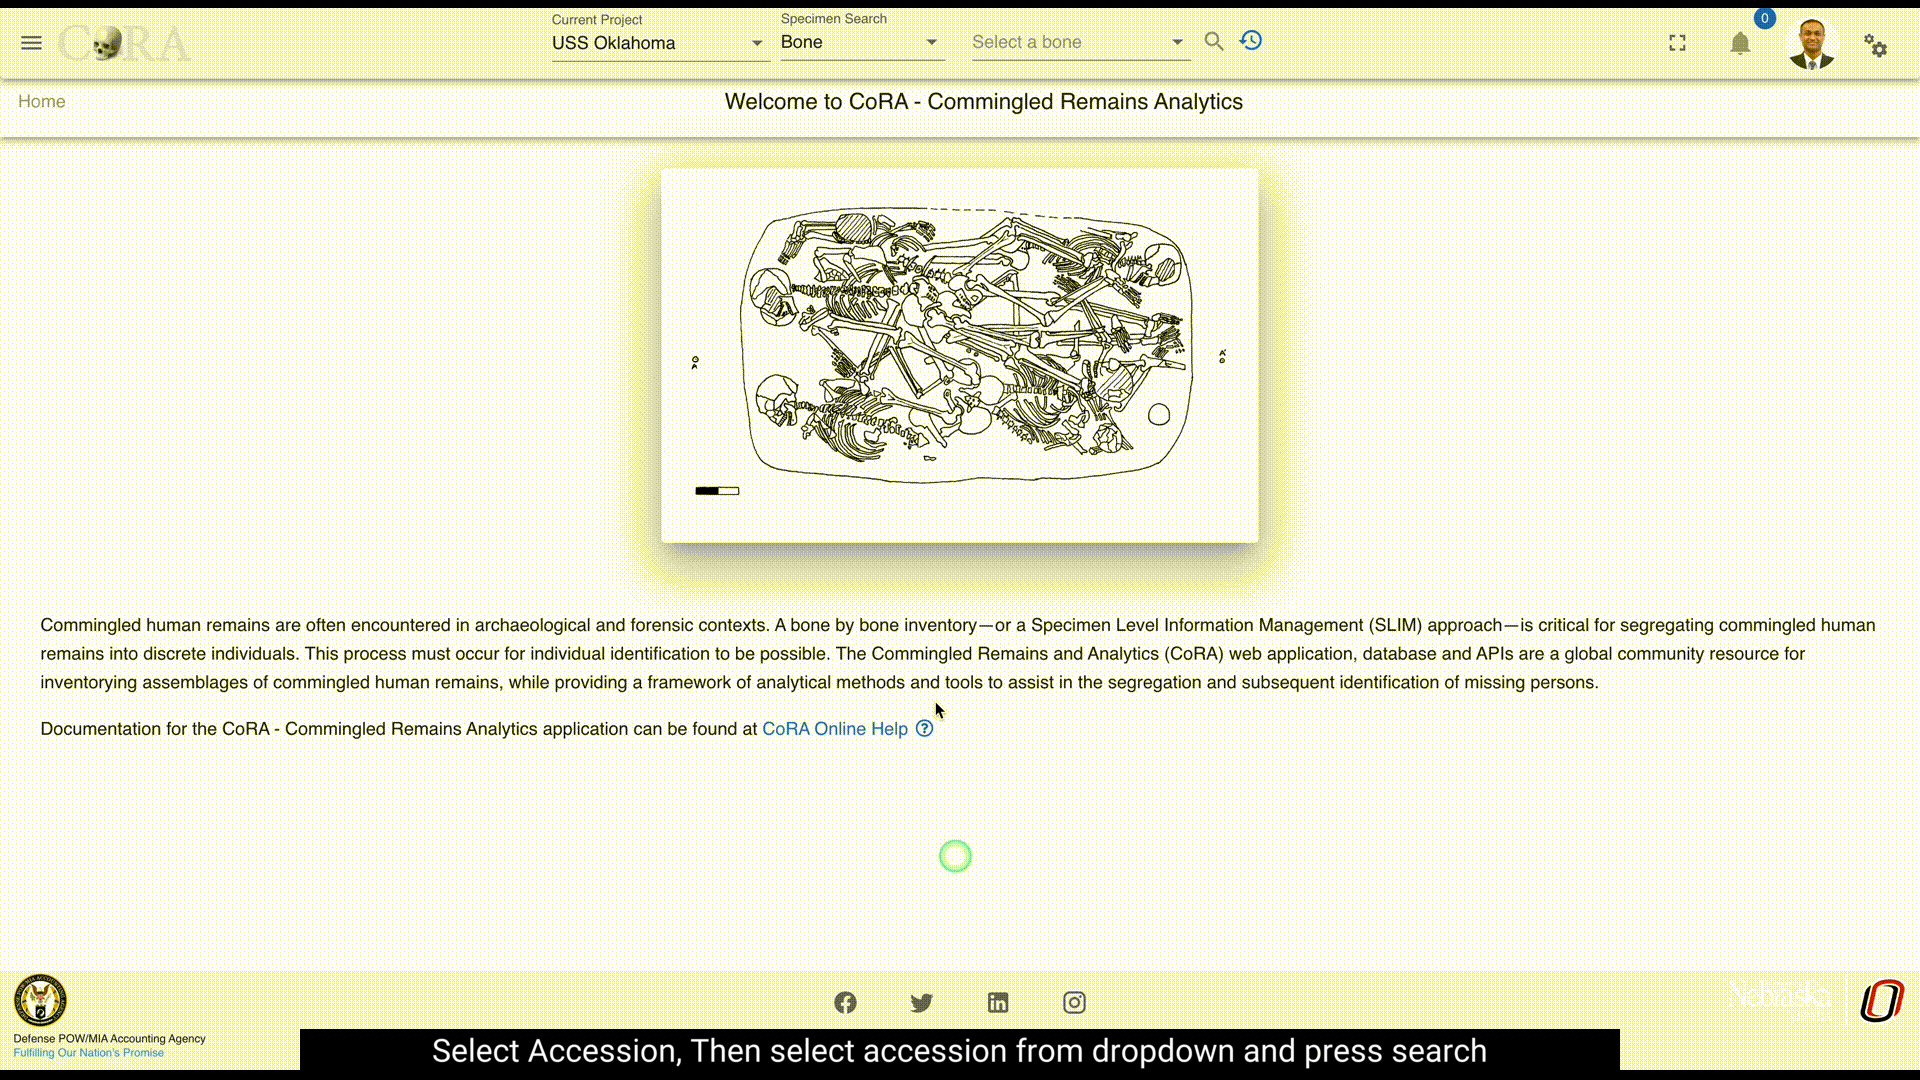 Current Project
Specimen Search
0
CoRA
USS Oklahoma
Bone
Select a bone
Home
Welcome to CoRA - Commingled Remains Analytics
Commingled human remains are often encountered in archaeological and forensic contexts. A bone by bone inventory—or a Specimen Level Information Management (SLIM) approach—is critical for segregating commingled human
remains into discrete individuals. This process must occur for individual identification to be possible. The Commingled Remains and Analytics (CoRA) web application, database and APIs are a global community resource for
inventorying assemblages of commingled human remains, while providing a framework of analytical methods and tools to assist in the segregation and subsequent identification of missing persons.
Documentation for the CoRA - Commingled Remains Analytics application can be found at CoRA Online Help
Nebraska
Defense POW/MIA Accounting Agency
Fulfilling Our Nation's Promise
Select Accession, Then select accession from dropdown and press search